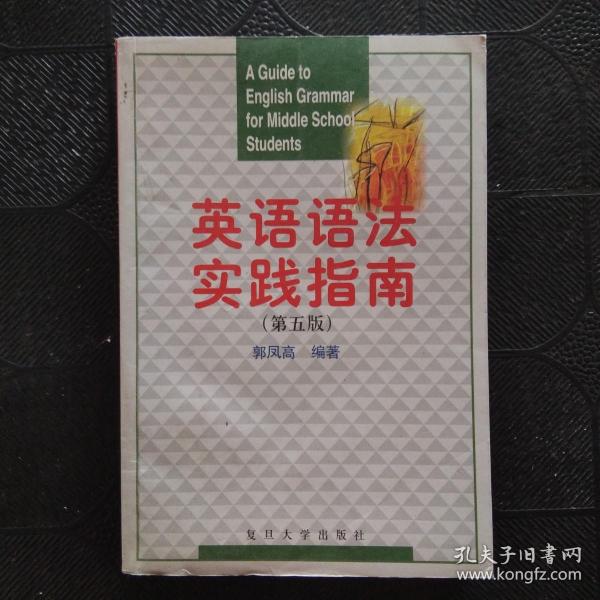 A Guide to
English Grammar
for Middle School
Students
英语语法
实践指南
(第五版)
郭凤高 编著
复旦大学出版社
孔夫子旧书网
www.kongfz.com